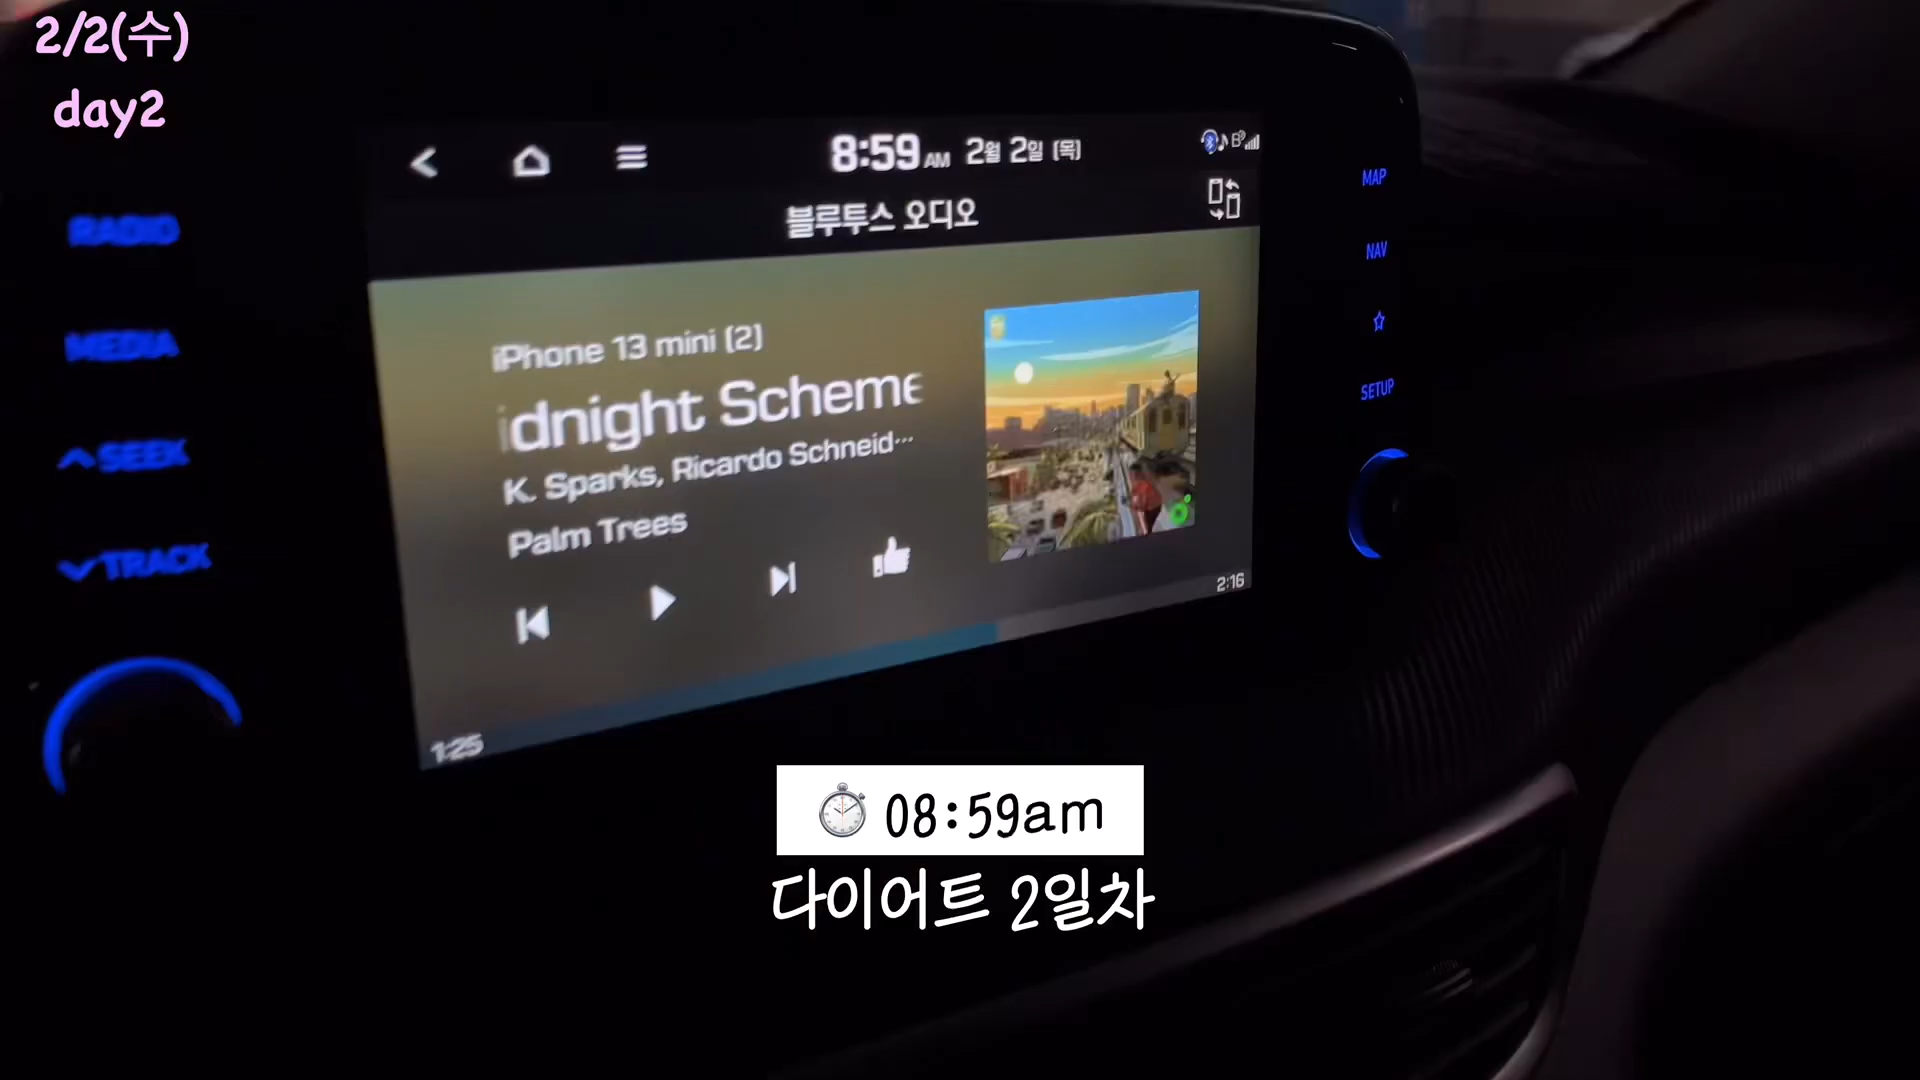 2/2(수)
day2
8:59 AM 2월 2일 (목)
블루투스 오디오
RADIO
MEDIA
SEEK
TRACK
MAP
NAV
SETUP
iPhone 13 mini (2)
idnight Scheme
K. Sparks, Ricardo Schneid…
Palm Trees
1:25
2:16
08:59am
다이어트 2일차